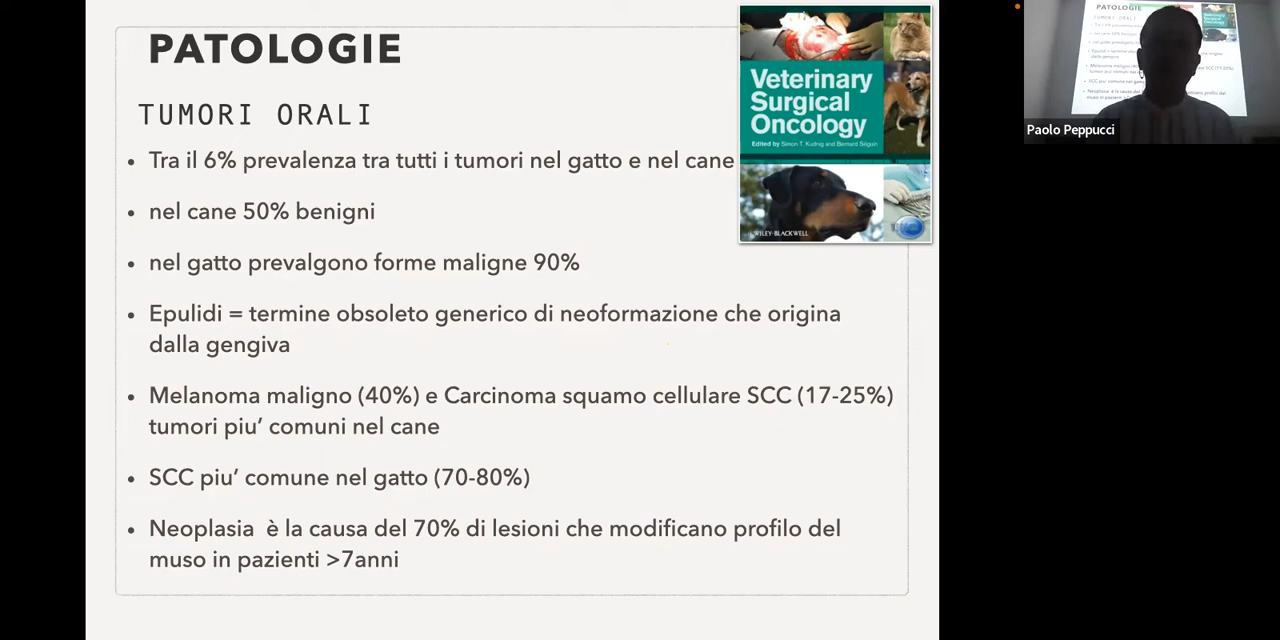 PATOLOGIE
TUMORI ORALI
• Tra il 6% prevalenza tra tutti i tumori nel gatto e nel cane
• nel cane 50% benigni
• nel gatto prevalgono forme maligne 90%
• Epulidi = termine obsoleto generico di neoformazione che origina
dalla gengiva
• Melanoma maligno (40%) e Carcinoma squamo cellulare SCC (17-25%)
tumori piu’ comuni nel cane
• SCC piu’ comune nel gatto (70-80%)
• Neoplasia è la causa del 70% di lesioni che modificano profilo del
muso in pazienti >7anni
Veterinary
Surgical
Oncology
Edited by Simon T. Kudnig and Bernard Séguin
WILEY-BLACKWELL
PATOLOGIE
TUMORI ORALI
Paolo Peppucci